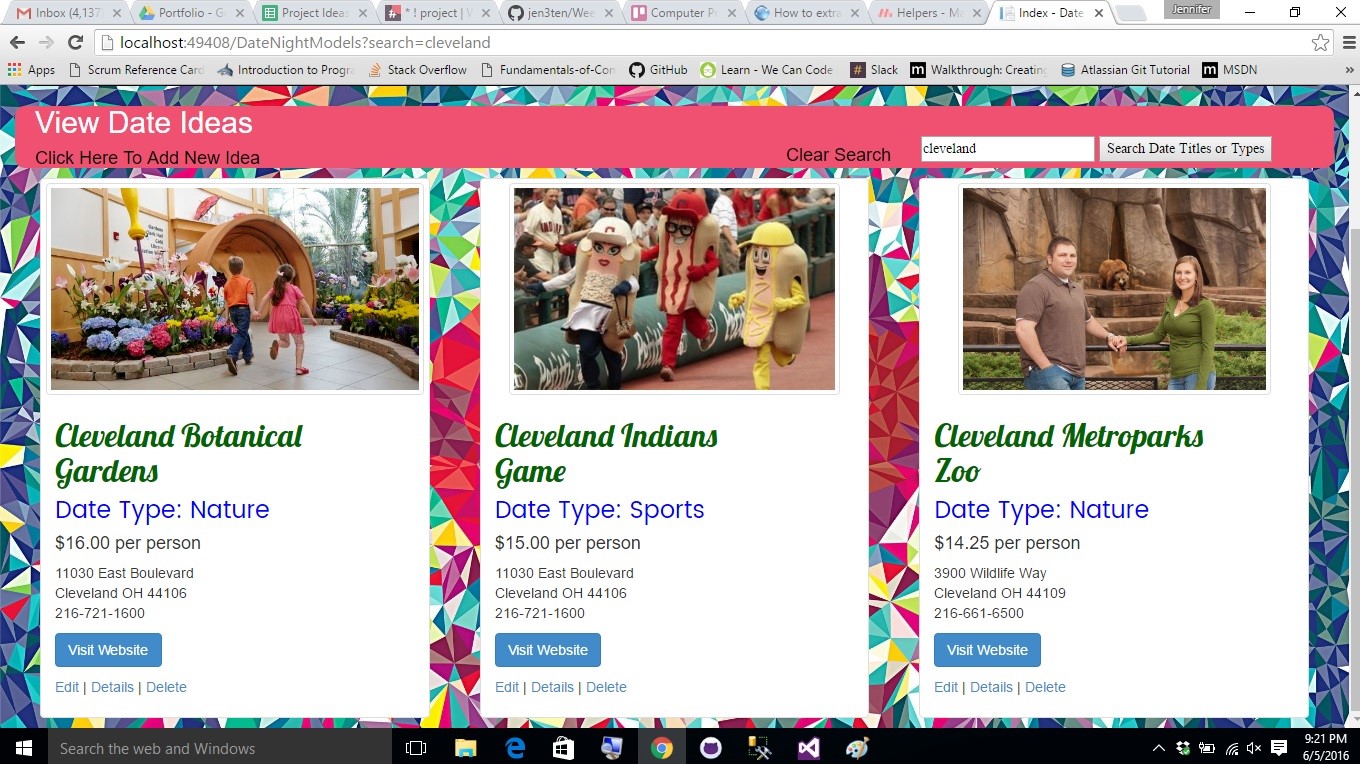 Inbox (4,137
Portfolio - G
Project Ideas
* ! project | 
jen3ten/Wee
Computer P
How to extra
Helpers - Ma
Index - Date
Jennifer
localhost:49408/DateNightModels?search=cleveland
Apps
Scrum Reference Card
Introduction to Progra
Stack Overflow
Fundamentals-of-Con
GitHub
Learn - We Can Code
Slack
Walkthrough: Creating
Atlassian Git Tutorial
MSDN
»
View Date Ideas
Click Here To Add New Idea
Clear Search
cleveland
Search Date Titles or Types
INDIANS
Cleveland Botanical
Gardens
Date Type: Nature
$16.00 per person
11030 East Boulevard
Cleveland OH 44106
216-721-1600
Visit Website
Edit | Details | Delete
Cleveland Indians
Game
Date Type: Sports
$15.00 per person
11030 East Boulevard
Cleveland OH 44106
216-721-1600
Visit Website
Edit | Details | Delete
Cleveland Metroparks
Zoo
Date Type: Nature
$14.25 per person
3900 Wildlife Way
Cleveland OH 44109
216-661-6500
Visit Website
Edit | Details | Delete
Search the web and Windows
9:21 PM
6/5/2016